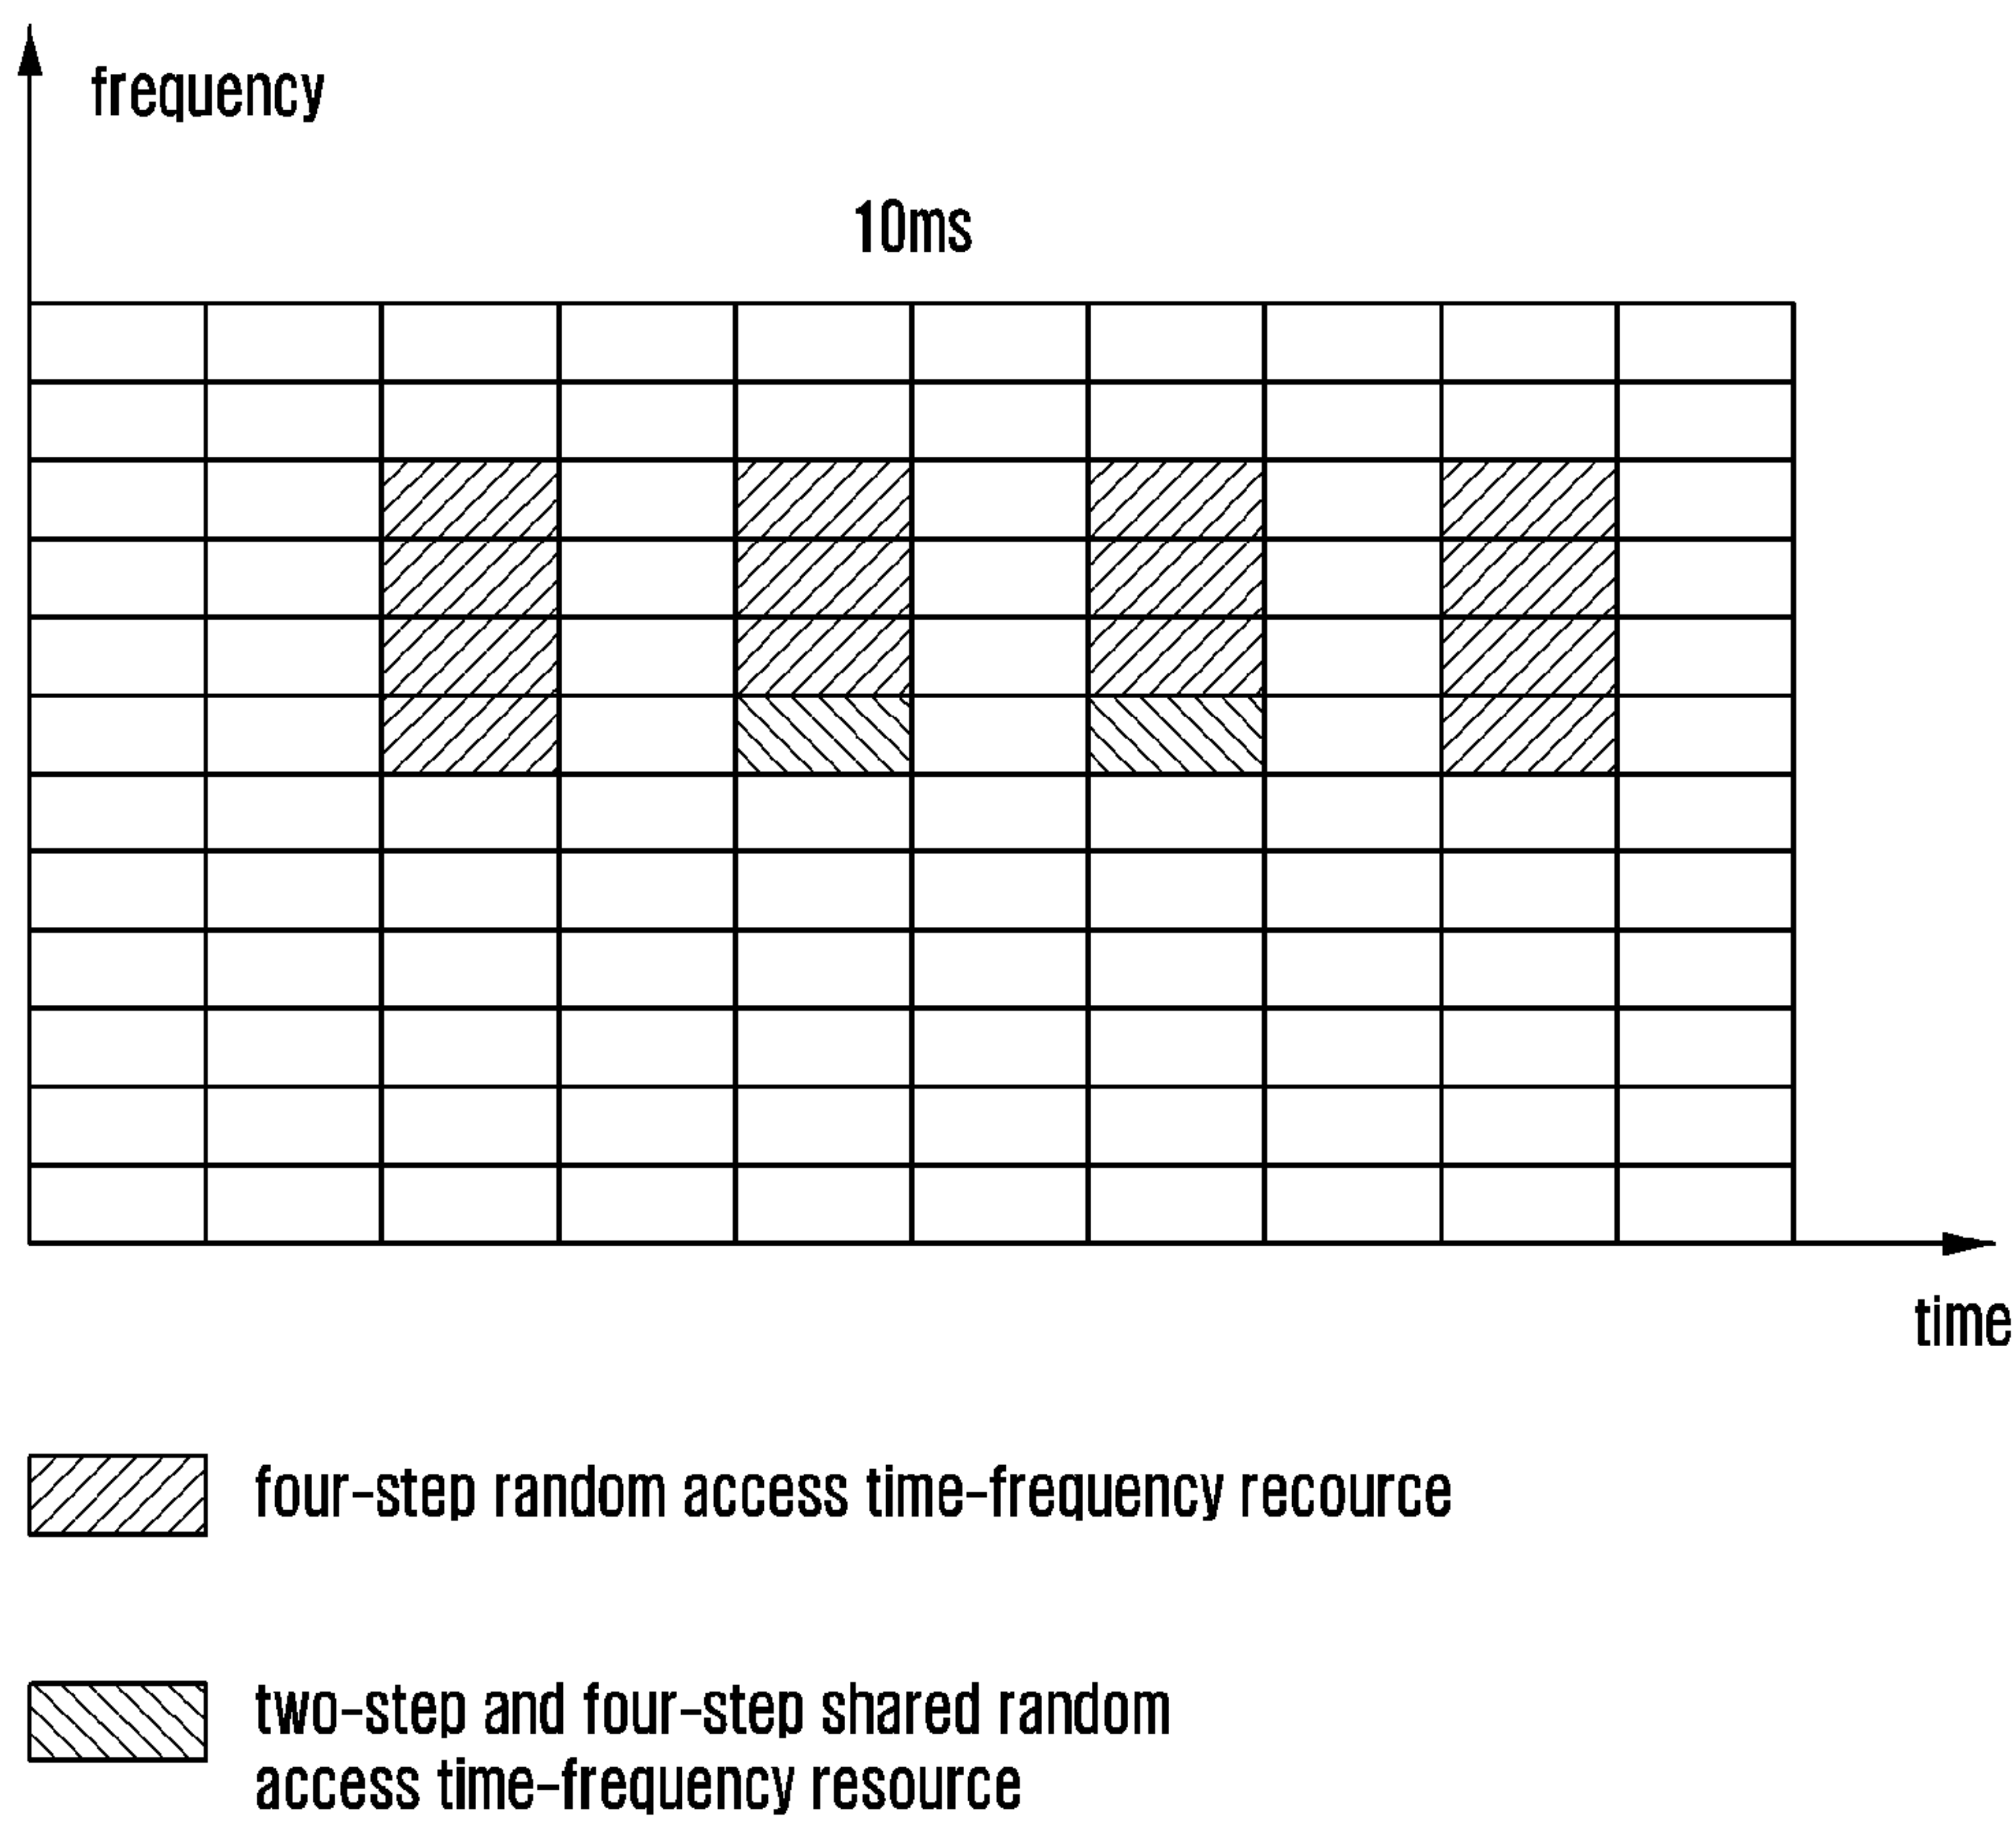 frequency
10ms
time
four-step random access time-frequency recource
two-step and four-step shared random
access time-frequency resource